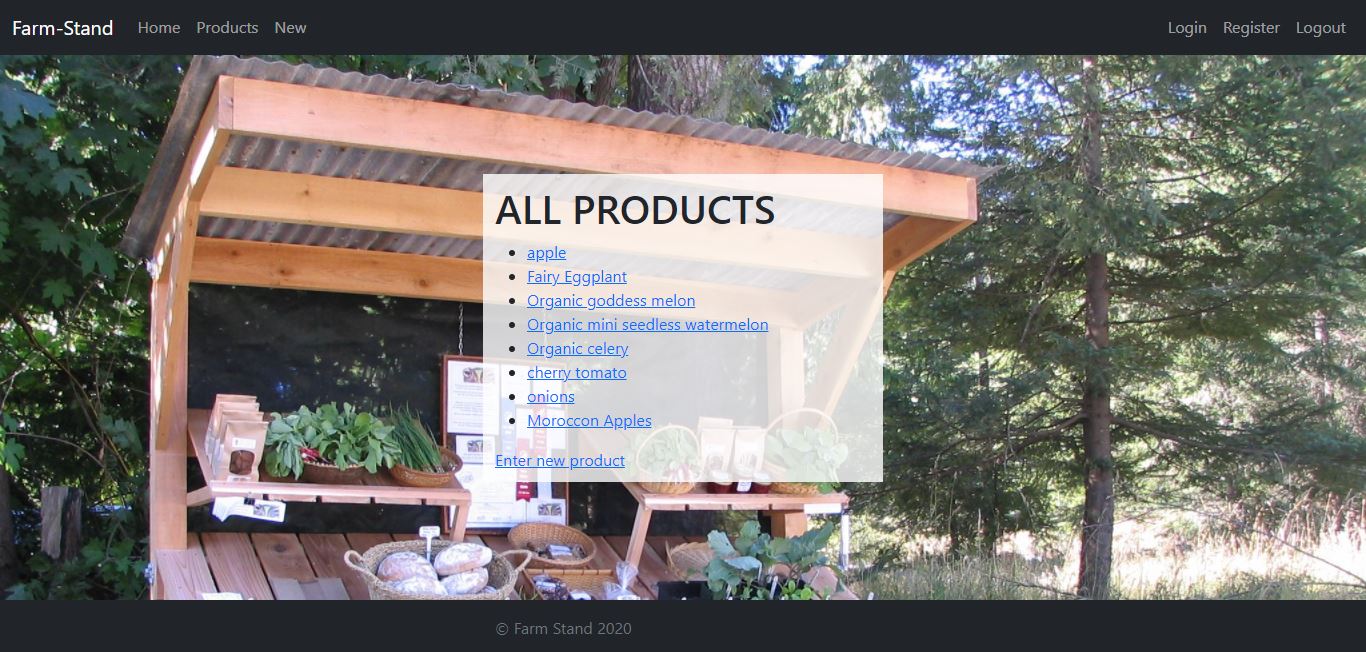 Farm-Stand Home Products New Login Register Logout
ALL PRODUCTS
apple
Fairy Eggplant
Organic goddess melon
Organic mini seedless watermelon
Organic celery
cherry tomato
onions
Moroccon Apples
Enter new product
© Farm Stand 2020